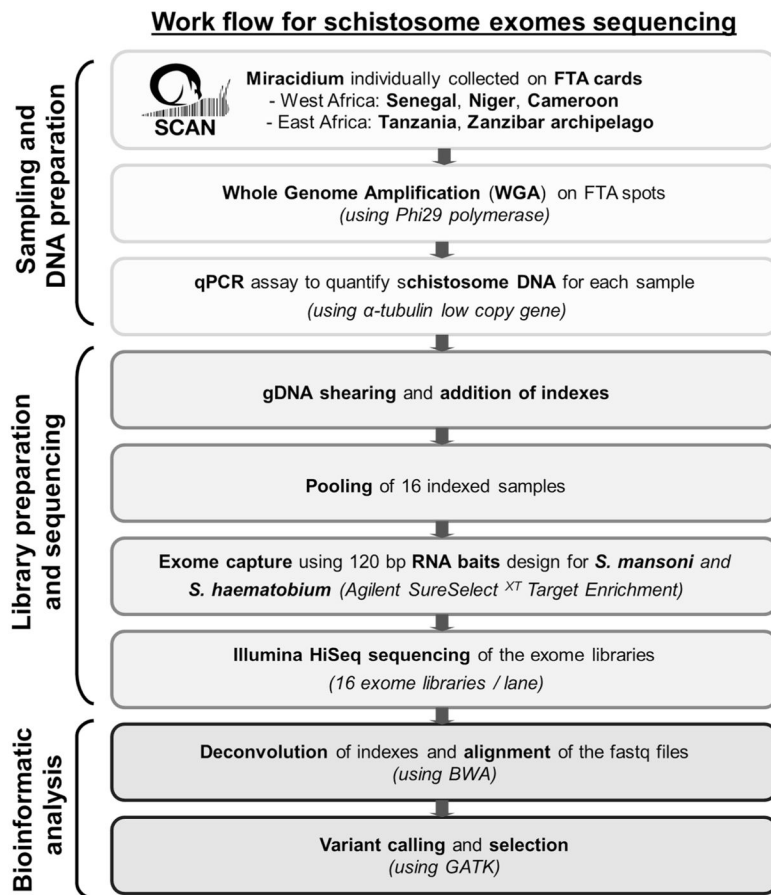 Work flow for schistosome exomes sequencing
Sampling and
DNA preparation
SCAN
Miracidium individually collected on FTA cards
- West Africa: Senegal, Niger, Cameroon
- East Africa: Tanzania, Zanzibar archipelago
Whole Genome Amplification (WGA) on FTA spots
(using Phi29 polymerase)
qPCR assay to quantify schistosome DNA for each sample
(using α-tubulin low copy gene)
Library preparation
and sequencing
gDNA shearing and addition of indexes
Pooling of 16 indexed samples
Exome capture using 120 bp RNA baits design for S. mansoni and
S. haematobium (Agilent SureSelect XT Target Enrichment)
Illumina HiSeq sequencing of the exome libraries
(16 exome libraries / lane)
Bioinformatic
analysis
Deconvolution of indexes and alignment of the fastq files
(using BWA)
Variant calling and selection
(using GATK)